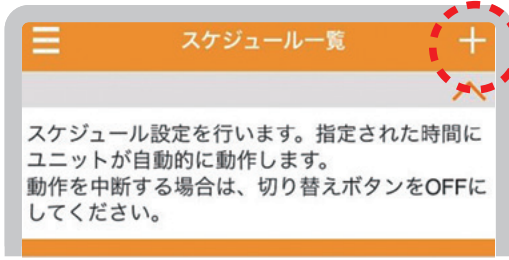 スケジュール一覧
スケジュール設定を行います。指定された時間に
ユニットが自動的に動作します。
動作を中断する場合は、切り替えボタンをOFFに
してください。